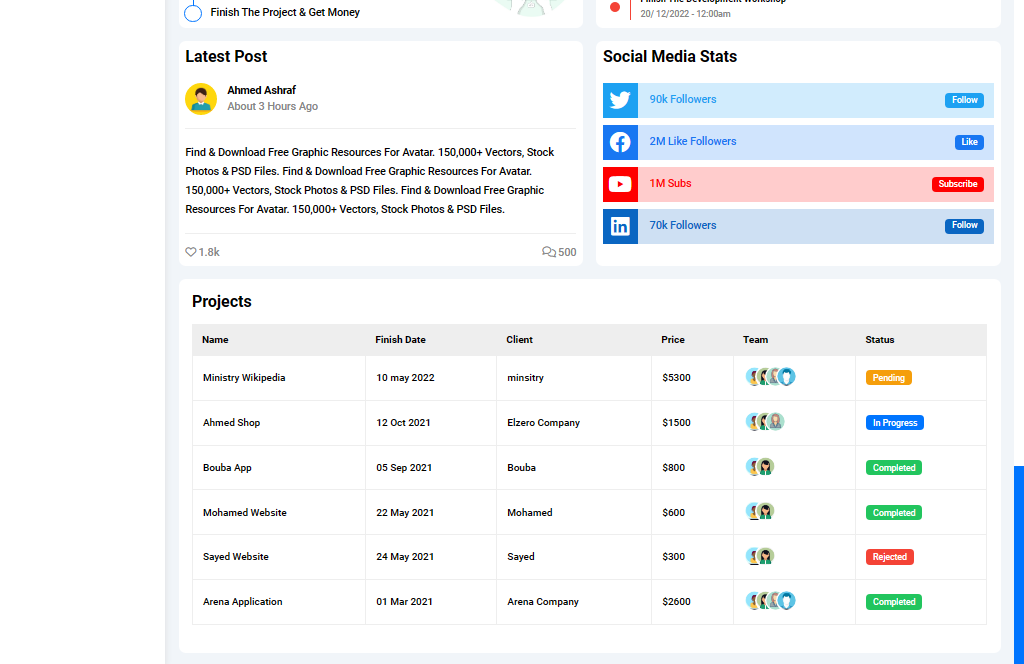 Finish The Project & Get Money
20/ 12/2022 - 12:00am
Latest Post
Ahmed Ashraf
About 3 Hours Ago
Find & Download Free Graphic Resources For Avatar. 150,000+ Vectors, Stock
Photos & PSD Files. Find & Download Free Graphic Resources For Avatar.
150,000+ Vectors, Stock Photos & PSD Files. Find & Download Free Graphic
Resources For Avatar. 150,000+ Vectors, Stock Photos & PSD Files.
1.8k 500
Social Media Stats
90k Followers Follow
2M Like Followers Like
1M Subs Subscribe
70k Followers Follow
Projects
Name Finish Date Client Price Team Status
Ministry Wikipedia 10 may 2022 minsitry $5300 Pending
Ahmed Shop 12 Oct 2021 Elzero Company $1500 In Progress
Bouba App 05 Sep 2021 Bouba $800 Completed
Mohamed Website 22 May 2021 Mohamed $600 Completed
Sayed Website 24 May 2021 Sayed $300 Rejected
Arena Application 01 Mar 2021 Arena Company $2600 Completed